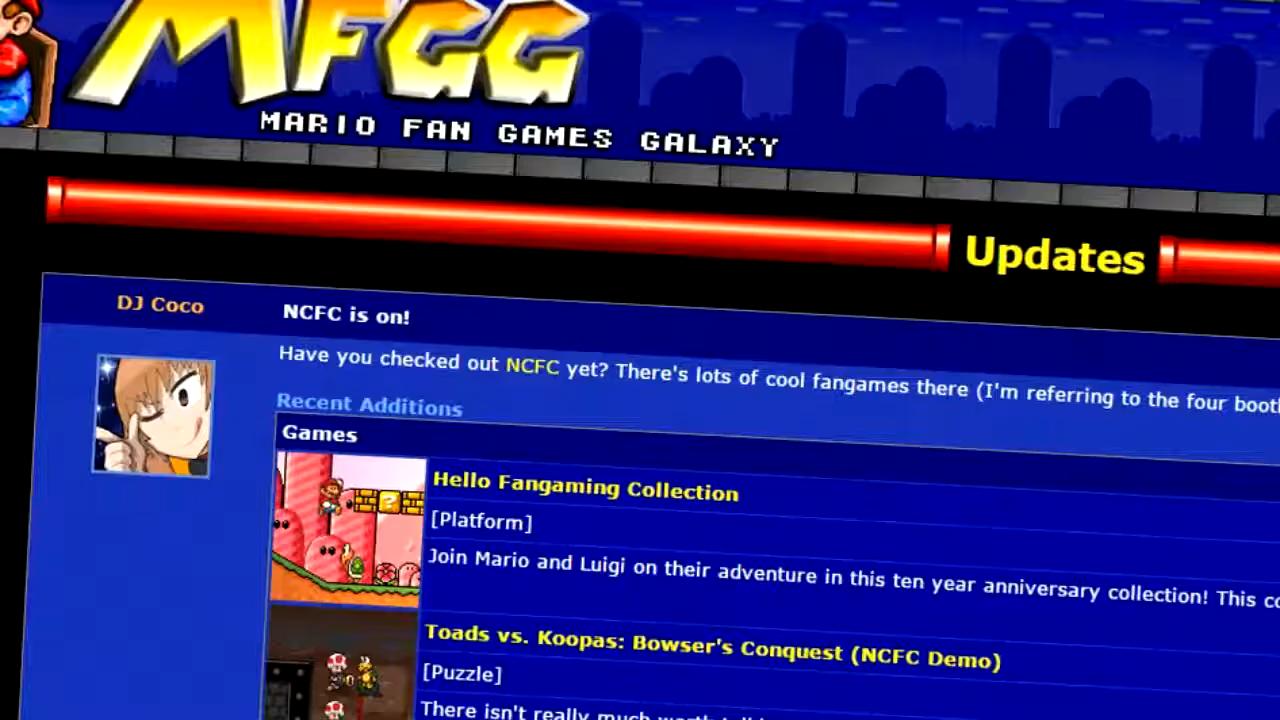 MFGG
MARIO FAN GAMES GALAXY
Updates
DJ Coco
NCFC is on!
Have you checked out NCFC yet? There's lots of cool fangames there (I'm referring to the four
Recent Additions
Games
Hello Fangaming Collection
[Platform]
Join Mario and Luigi on their adventure in this ten year anniversary collection! This
Toads vs. Koopas: Bowser's Conquest (NCFC Demo)
[Puzzle]
There isn't really much